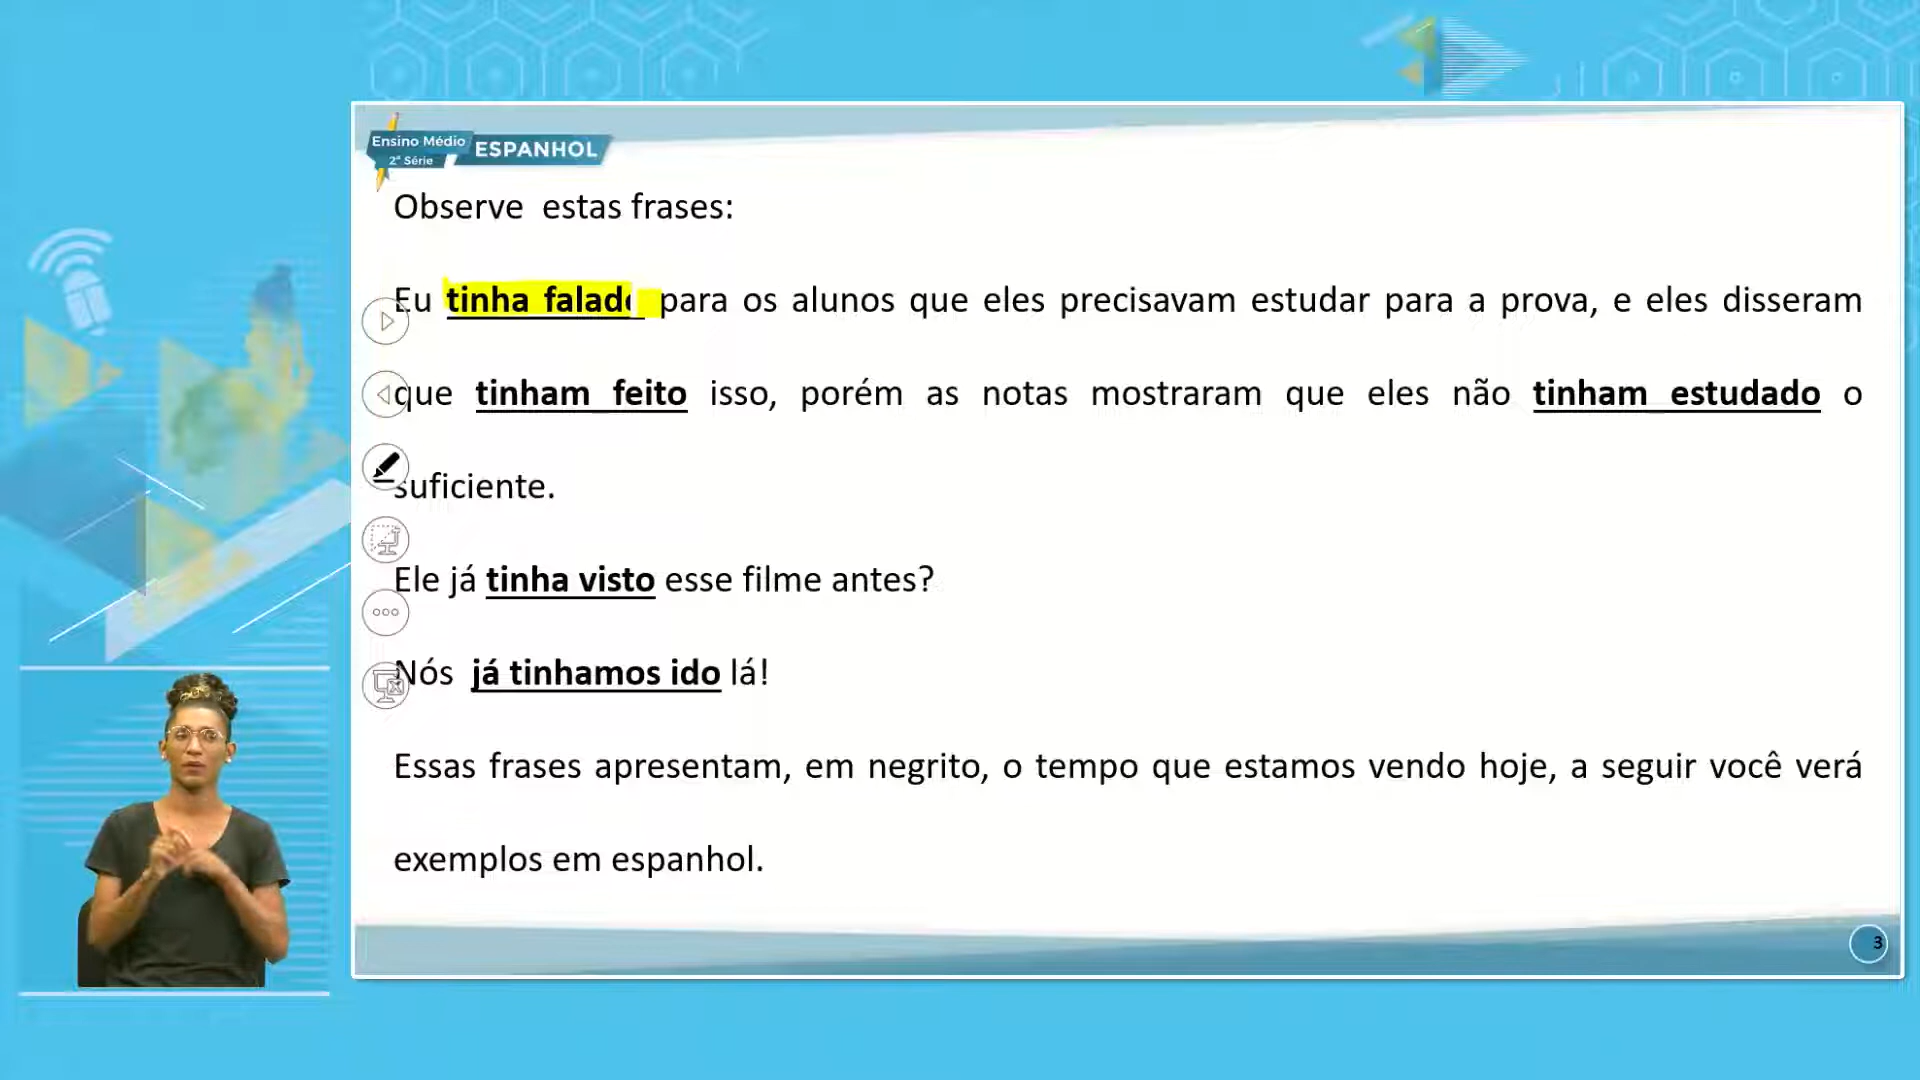 Ensino Médio
2ª Série
ESPANHOL
Observe estas frases:
Eu tinha falado para os alunos que eles precisavam estudar para a prova, e eles disseram
que tinham feito isso, porém as notas mostraram que eles não tinham estudado o
suficiente.
Ele já tinha visto esse filme antes?
Nós já tinhamos ido lá!
Essas frases apresentam, em negrito, o tempo que estamos vendo hoje, a seguir você verá
exemplos em espanhol.
3